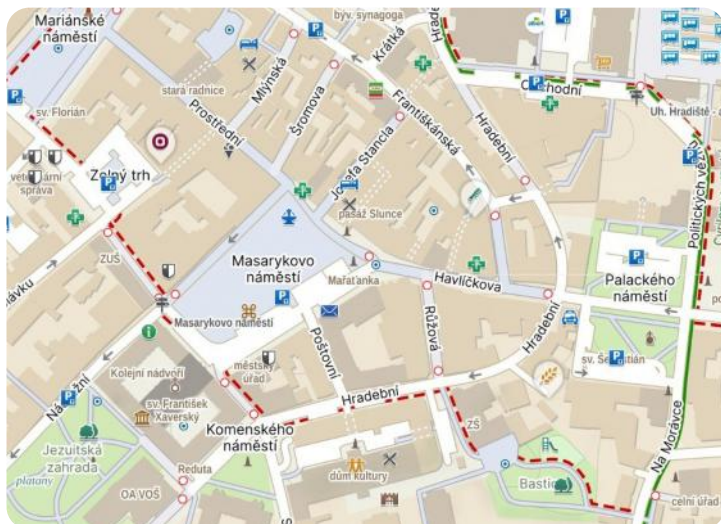 býv. synagoga
Mariánské
náměstí
Krátká
Mlýnská
stará radnice
Šromova
sv. Florián
Prostřední
Františkánská
Hradební
Uh. Hradiště - a
Josefa Stancla
Zelný trh
správa
Politických věz
pasáž Slunce
ZUŠ
Masarykovo
náměstí
Mařaťanka
Havlíčkova
Palackého
náměstí
Masarykovo náměstí
Růžová
Hradební
Poštovní
Kolejní nádvoří
městský
úřad
sv. František
Xaverský
Hradební
Komenského
náměstí
ZŠ
Jezuitská
zahrada
platany
Reduta
OA VOŠ
dům kultury
Bastion
Na Morávce
celní úřad